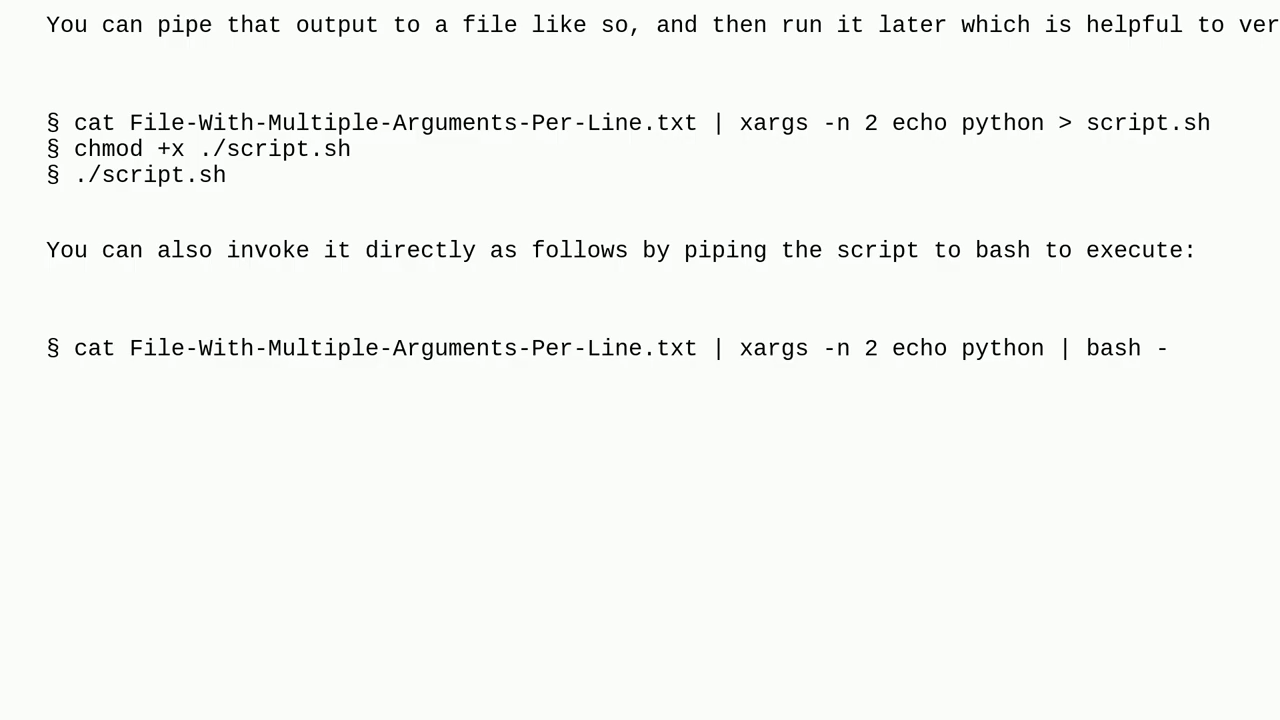 You can pipe that output to a file like so, and then run it later which is helpful to
§ cat File-With-Multiple-Arguments-Per-Line.txt | xargs -n 2 echo python > script.sh
§ chmod +x ./script.sh
§ ./script.sh
You can also invoke it directly as follows by piping the script to bash to execute:
§ cat File-With-Multiple-Arguments-Per-Line.txt | xargs -n 2 echo python | bash -